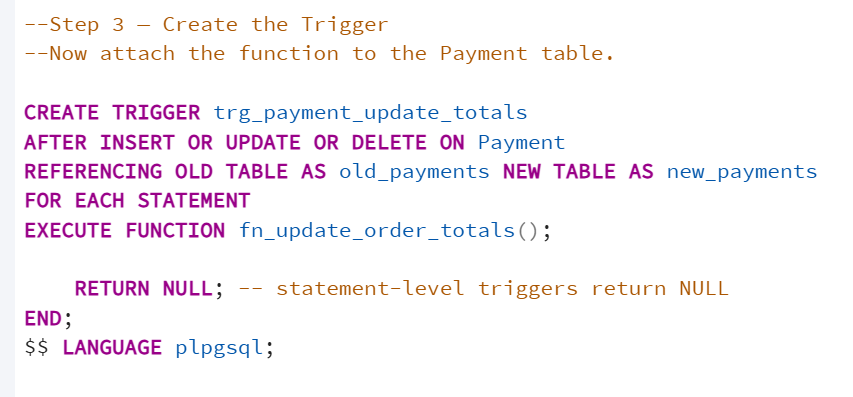 --Step 3 – Create the Trigger
--Now attach the function to the Payment table.
CREATE TRIGGER trg_payment_update_totals
AFTER INSERT OR UPDATE OR DELETE ON Payment
REFERENCING OLD TABLE AS old_payments NEW TABLE AS new_payments
FOR EACH STATEMENT
EXECUTE FUNCTION fn_update_order_totals();
    RETURN NULL; -- statement-level triggers return NULL
END;
$$ LANGUAGE plpgsql;